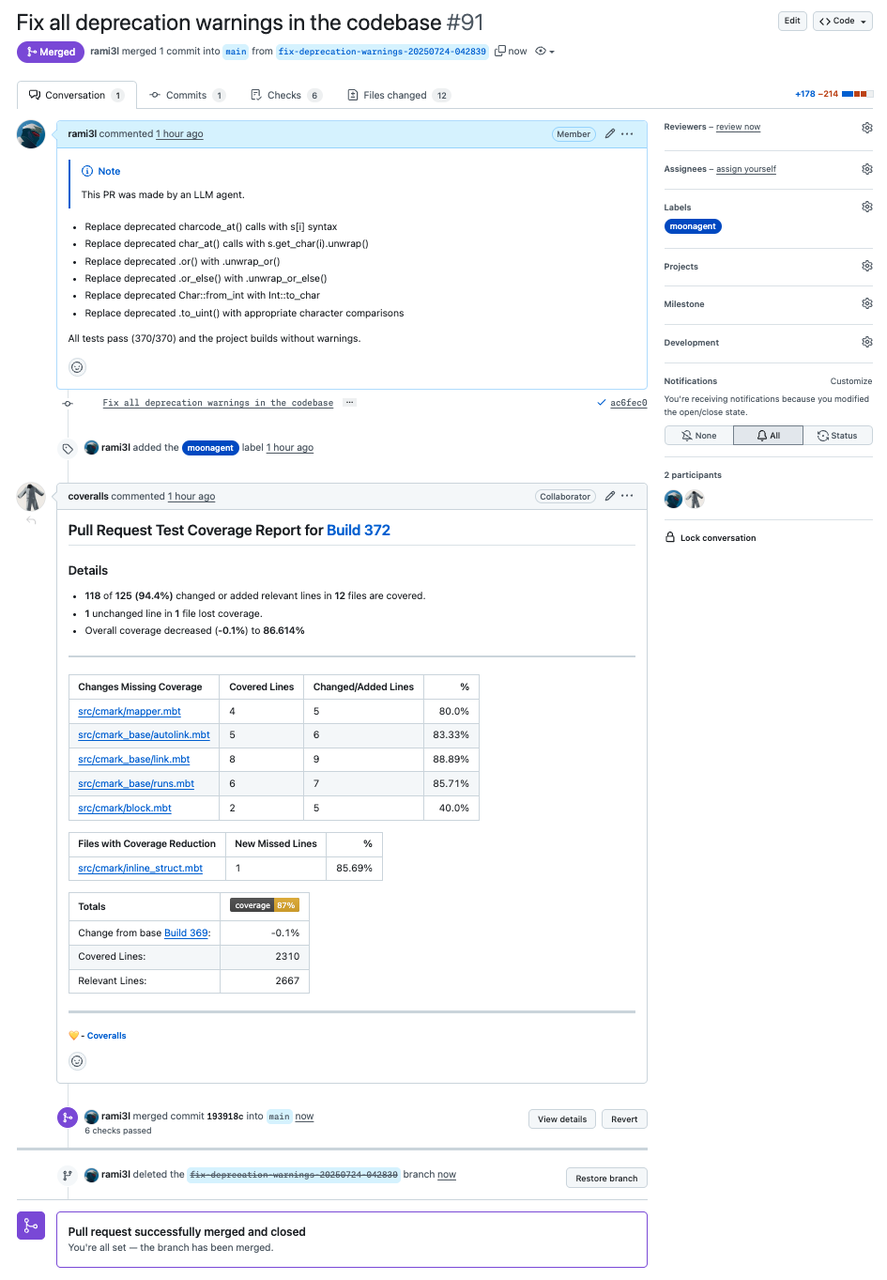 Fix all deprecation warnings in the codebase #91
Edit
Code
Merged
rami3l merged 1 commit into main from fix-deprecation-warnings-20250724-042839 now
Conversation 1
Commits 1
Checks 6
Files changed 12
+178 −214
rami3l commented 1 hour ago
Member
Note
This PR was made by an LLM agent.
• Replace deprecated charcode_at() calls with s[i] syntax
• Replace deprecated char_at() calls with s.get_char(i).unwrap()
• Replace deprecated .or() with .unwrap_or()
• Replace deprecated .or_else() with .unwrap_or_else()
• Replace deprecated Char::from_int with Int::to_char
• Replace deprecated .to_uint() with appropriate character comparisons
All tests pass (370/370) and the project builds without warnings.
Fix all deprecation warnings in the codebase
ac6fec0
rami3l added the moonagent label 1 hour ago
coveralls commented 1 hour ago
Collaborator
Pull Request Test Coverage Report for Build 372
Details
• 118 of 125 (94.4%) changed or added relevant lines in 12 files are covered.
• 1 unchanged line in 1 file lost coverage.
• Overall coverage decreased (-0.1%) to 86.614%
Changes Missing Coverage Covered Lines Changed/Added Lines %
src/cmark/mapper.mbt 4 5 80.0%
src/cmark_base/autolink.mbt 5 6 83.33%
src/cmark_base/link.mbt 8 9 88.89%
src/cmark_base/runs.mbt 6 7 85.71%
src/cmark/block.mbt 2 5 40.0%
Files with Coverage Reduction New Missed Lines %
src/cmark/inline_struct.mbt 1 85.69%
Totals coverage 87%
Change from base Build 369: -0.1%
Covered Lines: 2310
Relevant Lines: 2667
💛 - Coveralls
rami3l merged commit 193918c into main now
6 checks passed
View details
Revert
rami3l deleted the fix-deprecation-warnings-20250724-042839 branch now
Restore branch
Pull request successfully merged and closed
You're all set — the branch has been merged.
Reviewers – review now
Assignees – assign yourself
Labels
moonagent
Projects
Milestone
Development
Notifications
Customize
You're receiving notifications because you modified
the open/close state.
None
All
Status
2 participants
Lock conversation